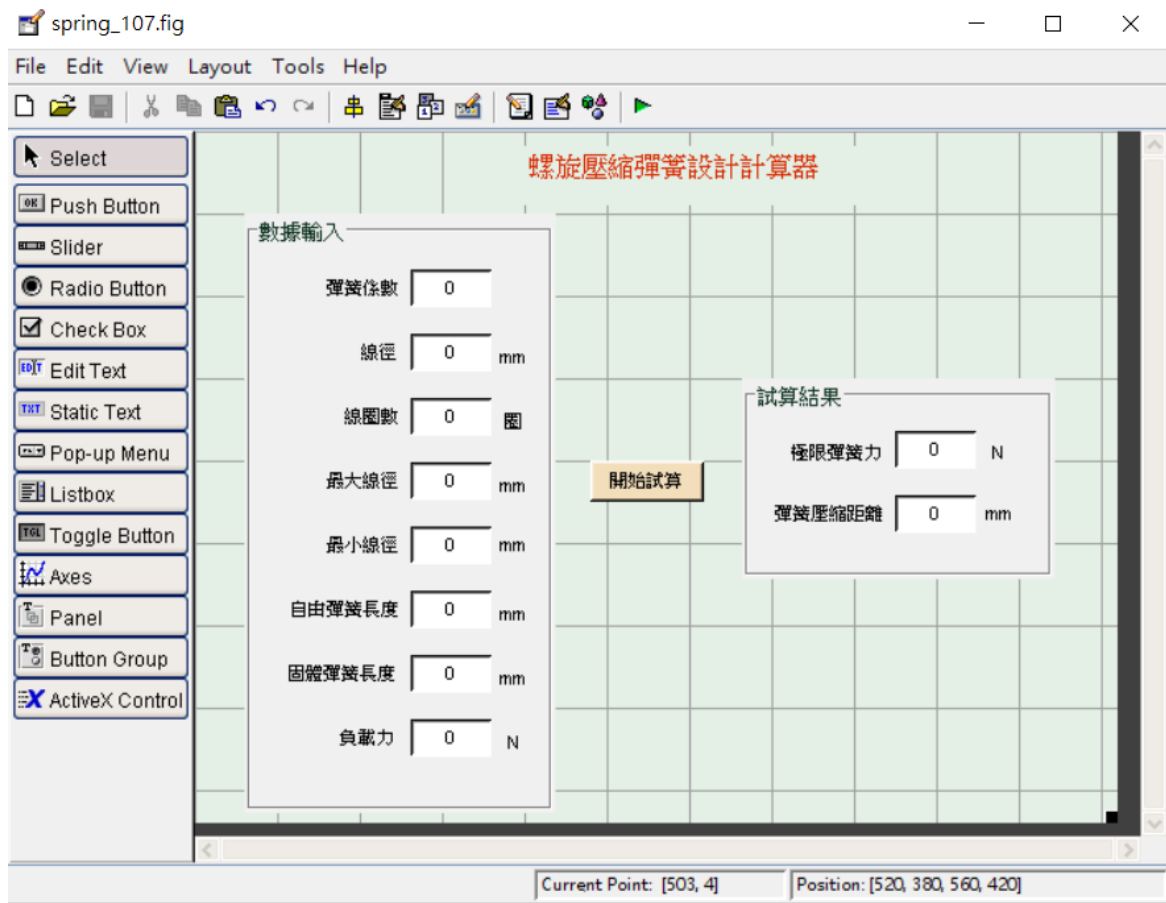 spring_107.fig
File Edit View Layout Tools Help
Select
Push Button
Slider
Radio Button
Check Box
Edit Text
Static Text
Pop-up Menu
Listbox
Toggle Button
Axes
Panel
Button Group
ActiveX Control
螺旋壓縮彈簧設計計算器
數據輸入
彈簧係數 0
線徑 0 mm
線圈數 0 圈
最大線徑 0 mm
最小線徑 0 mm
自由彈簧長度 0 mm
固體彈簧長度 0 mm
負載力 0 N
開始試算
試算結果
極限彈簧力 0 N
彈簧壓縮距離 0 mm
Current Point: [503, 4] Position: [520, 380, 560, 420]